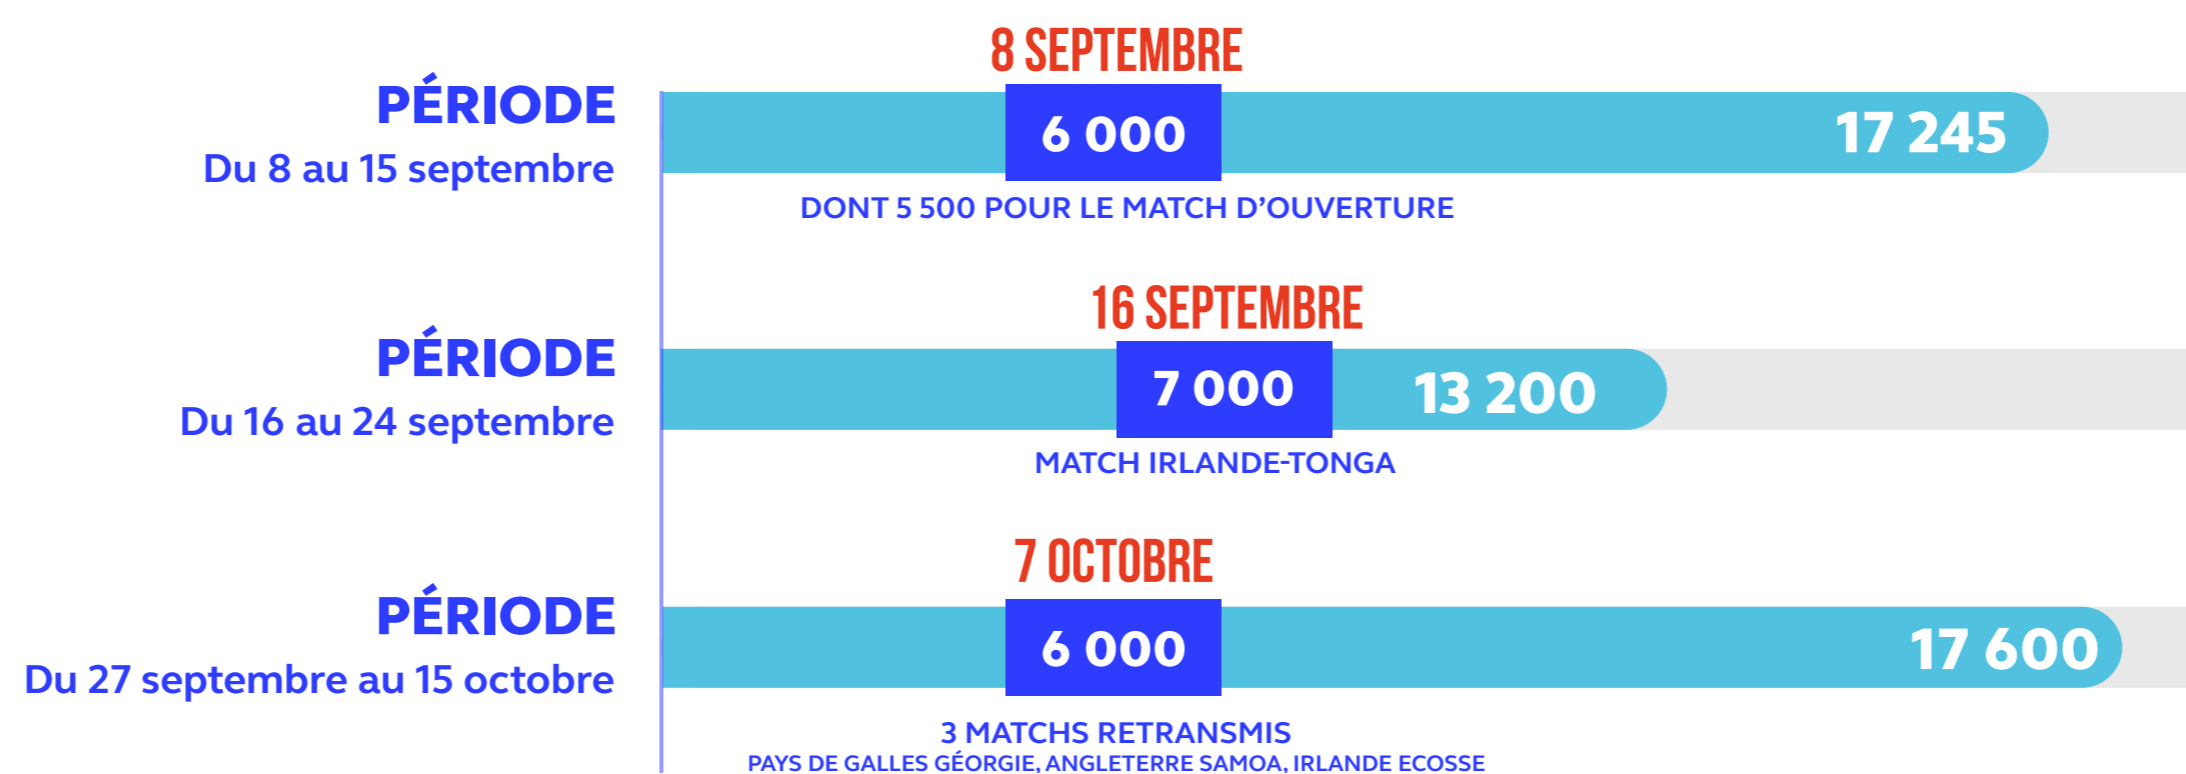 8 SEPTEMBRE
PÉRIODE
Du 8 au 15 septembre
6 000
17 245
DONT 5 500 POUR LE MATCH D’OUVERTURE
16 SEPTEMBRE
PÉRIODE
Du 16 au 24 septembre
7 000
13 200
MATCH IRLANDE-TONGA
7 OCTOBRE
PÉRIODE
Du 27 septembre au 15 octobre
6 000
17 600
3 MATCHS RETRANSMIS
PAYS DE GALLES GÉORGIE, ANGLETERRE SAMOA, IRLANDE ECOSSE